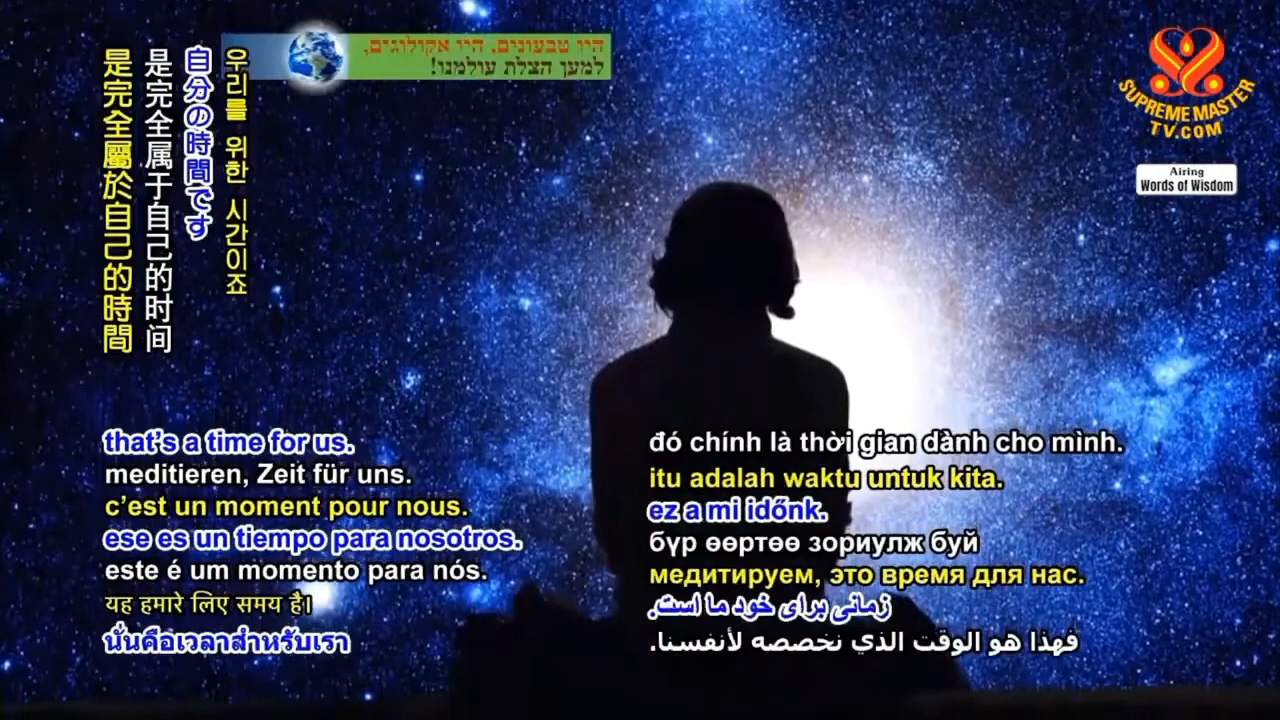 היו טבעונים, היו אקולוגים,
למען הצלת עולמנו!
SUPREME MASTER
TV.COM
Airing
Words of Wisdom
우리를 위한 시간이죠
自分の時間です
是完全属于自己的时间
是完全屬於自己的時間
that's a time for us.
meditieren, Zeit für uns.
c'est un moment pour nous.
ese es un tiempo para nosotros.
este é um momento para nós.
यह हमारे लिए समय है।
นั่นคือเวลาสำหรับเรา
đó chính là thời gian dành cho mình.
itu adalah waktu untuk kita.
ez a mi időnk.
бүр өөртөө зориулж буй
медитируем, это время для нас.
زمانی برای خود ما است.
فهذا هو الوقت الذي نخصصه لأنفسنا.